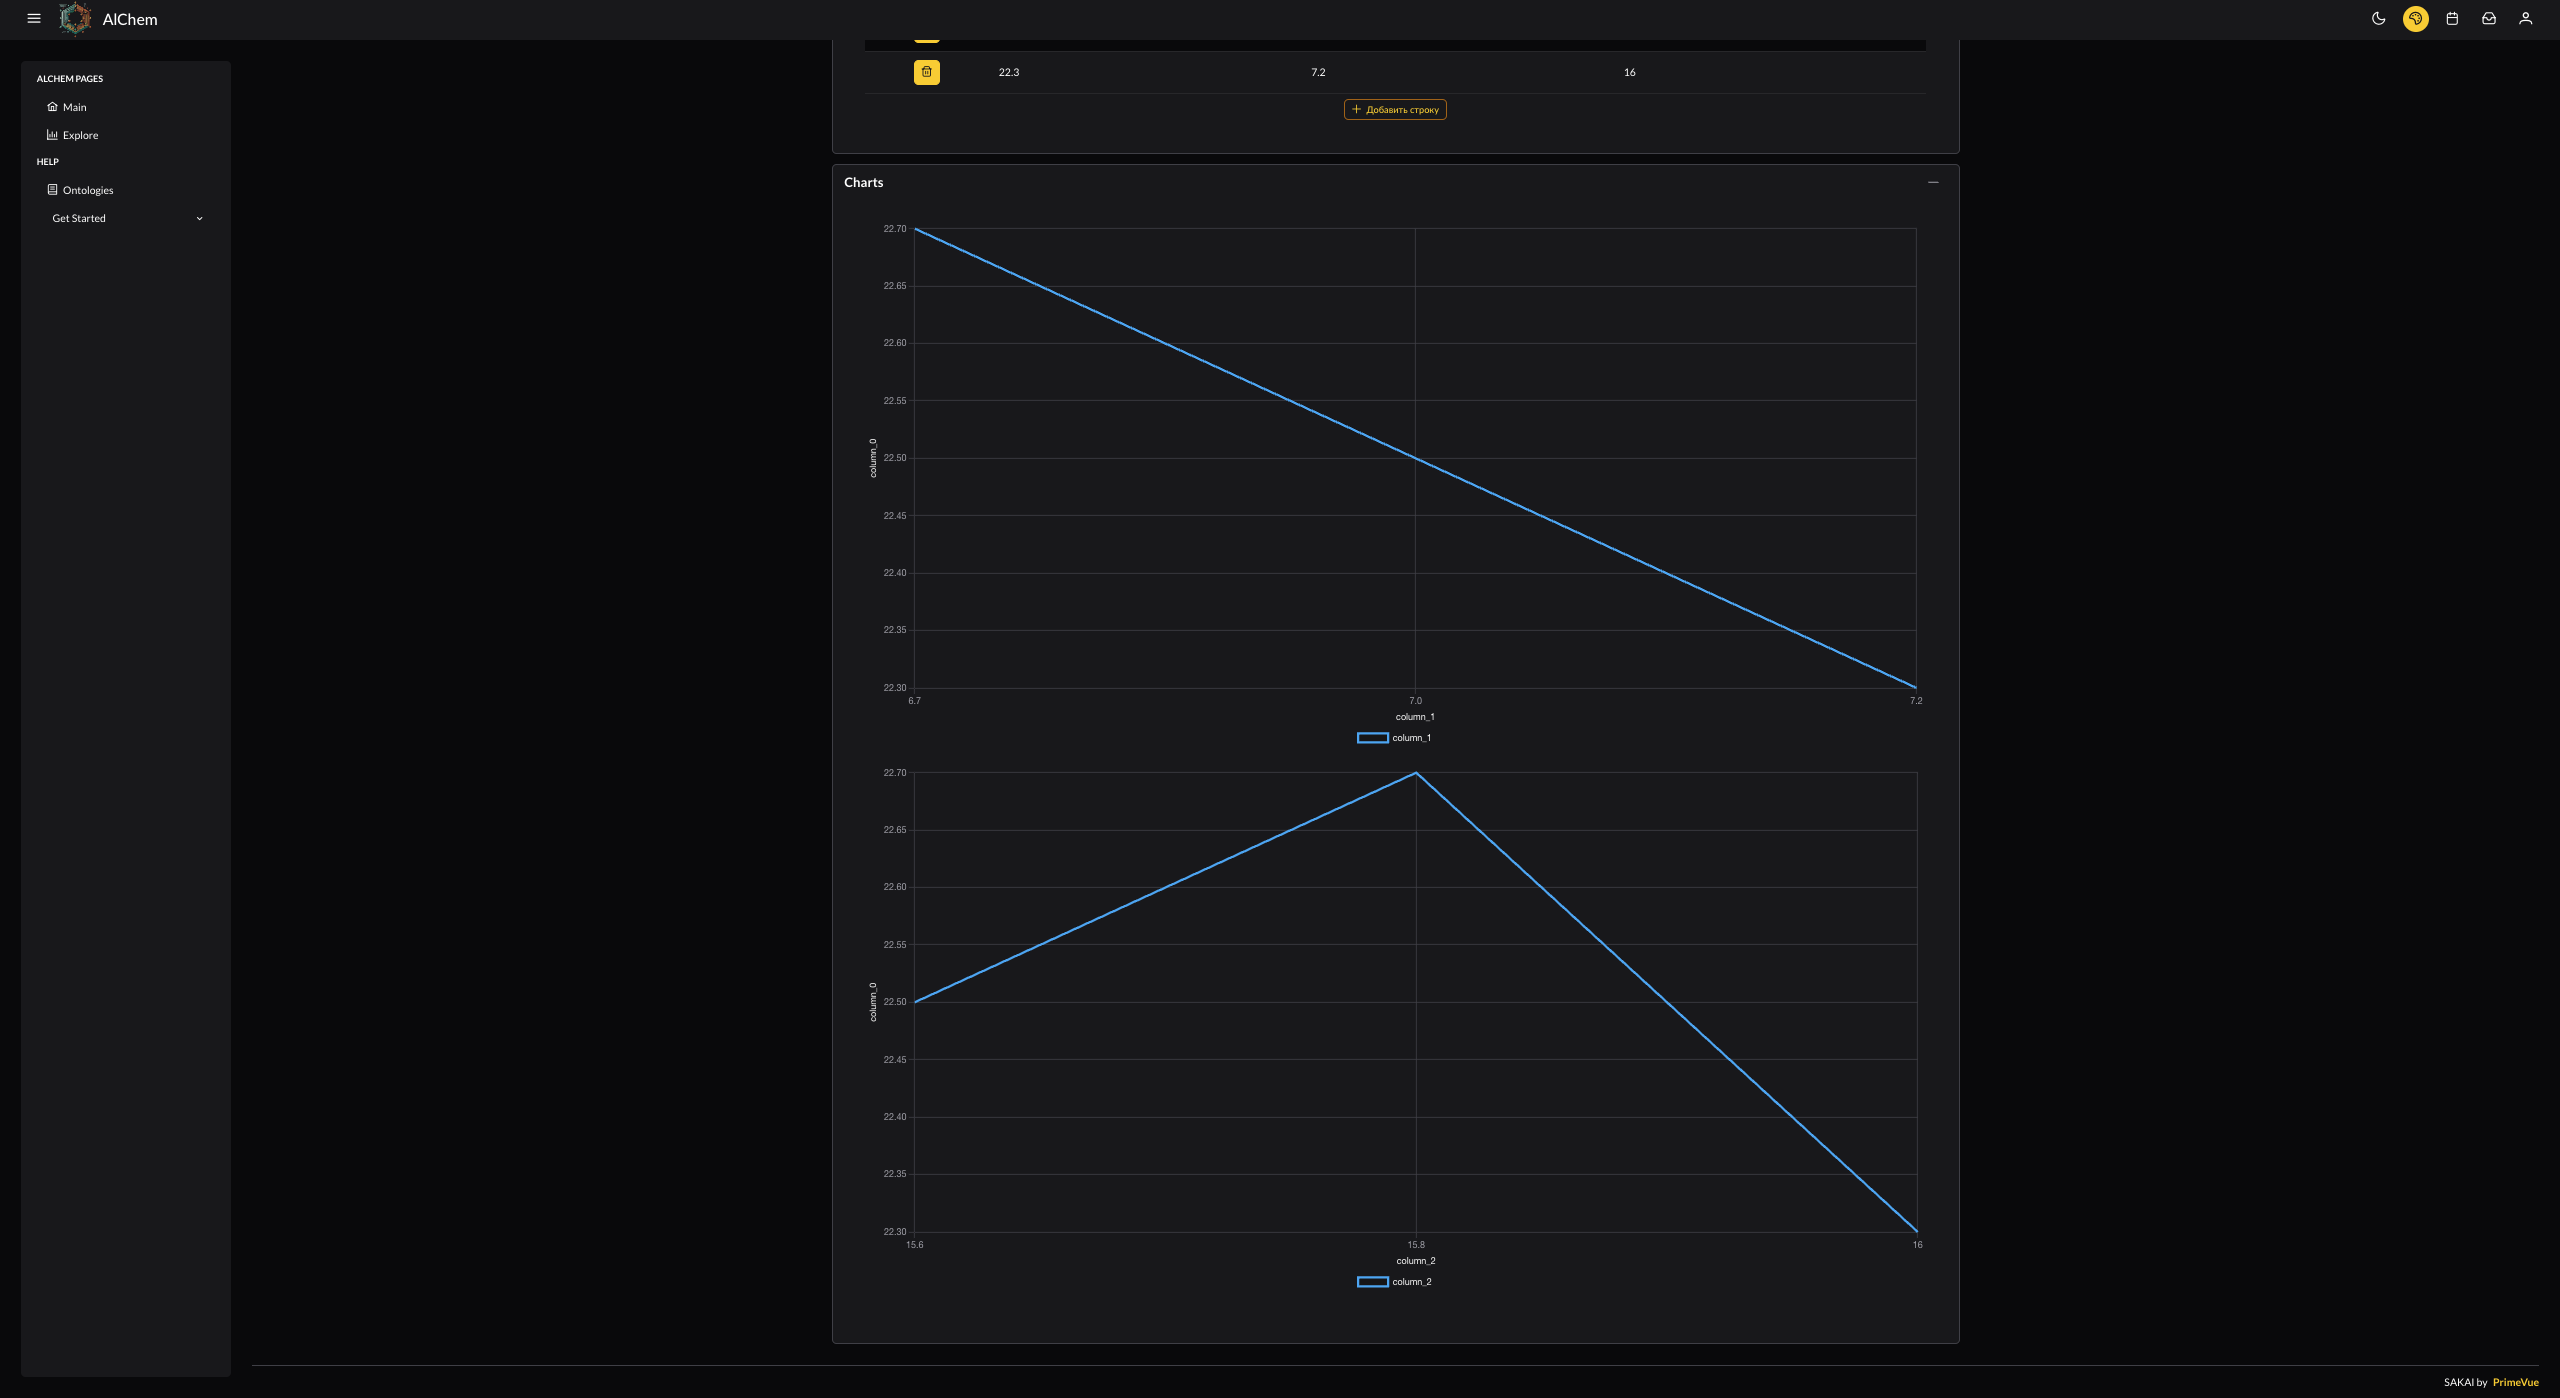 AlChem
ALCHEM PAGES
Main
Explore
HELP
Ontologies
Get Started
22.3 7.2 16
Добавить строку
Charts
22.70
22.65
22.60
22.55
22.50
22.45
22.40
22.35
22.30
column_0
6.7 7.0 7.2
column_1
column_1
22.70
22.65
22.60
22.55
22.50
22.45
22.40
22.35
22.30
column_0
15.6 15.8 16
column_2
column_2
SAKAI by PrimeVue